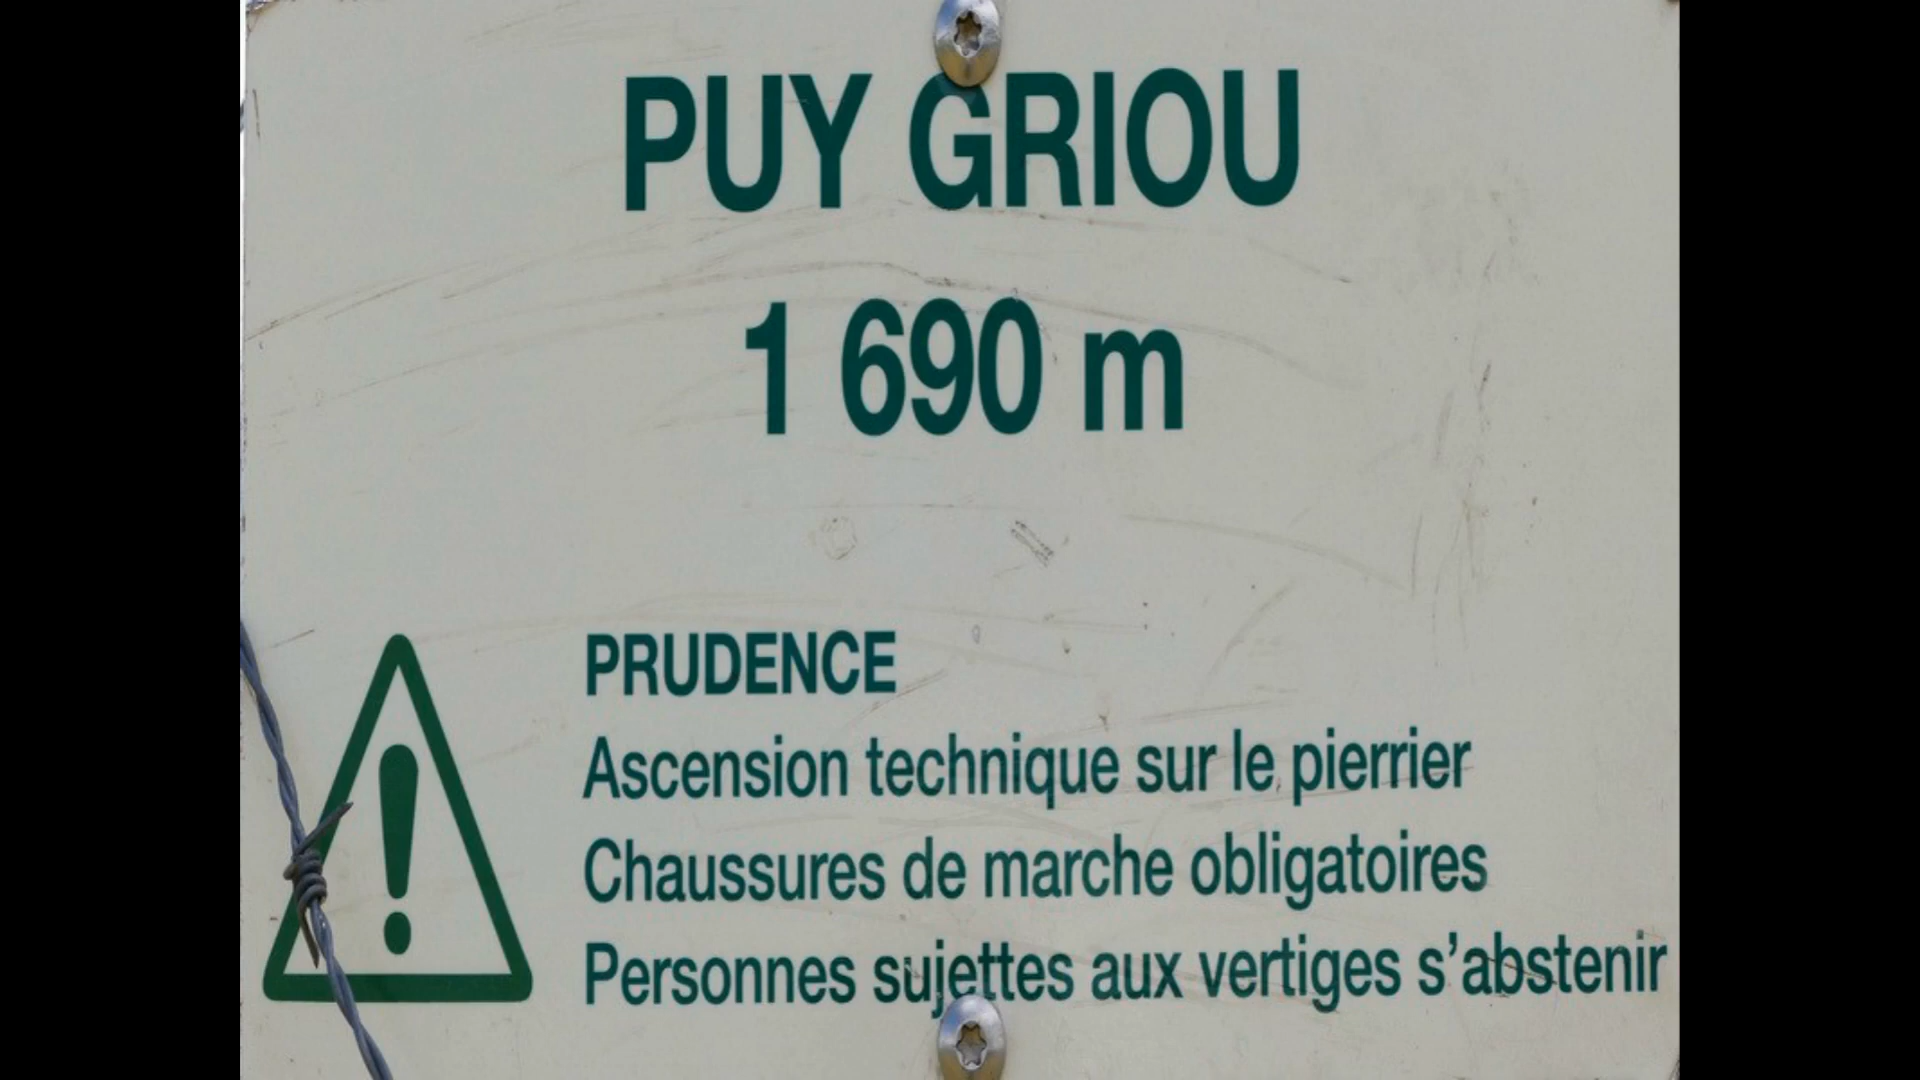 PUY GRIOU
1 690 m
PRUDENCE
Ascension technique sur le pierrier
Chaussures de marche obligatoires
Personnes sujettes aux vertiges s’abstenir